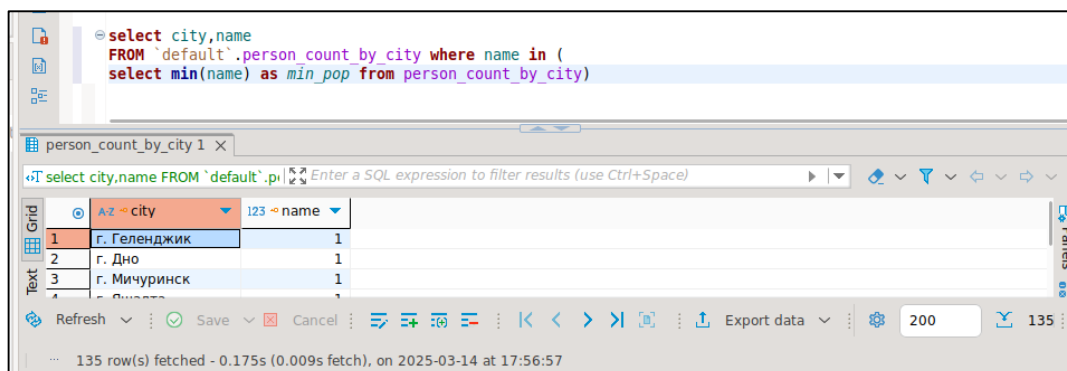 select city,name
FROM `default`.person_count_by_city where name in (
select min(name) as min_pop from person_count_by_city)
person_count_by_city 1
select city,name FROM `default`.pe Enter a SQL expression to filter results (use Ctrl+Space)
Grid
A-Z city 123 name
1 г. Геленджик 1
2 г. Дно 1
3 г. Мичуринск 1
Text
Refresh Save Cancel Export data 200 135
135 row(s) fetched - 0.175s (0.009s fetch), on 2025-03-14 at 17:56:57